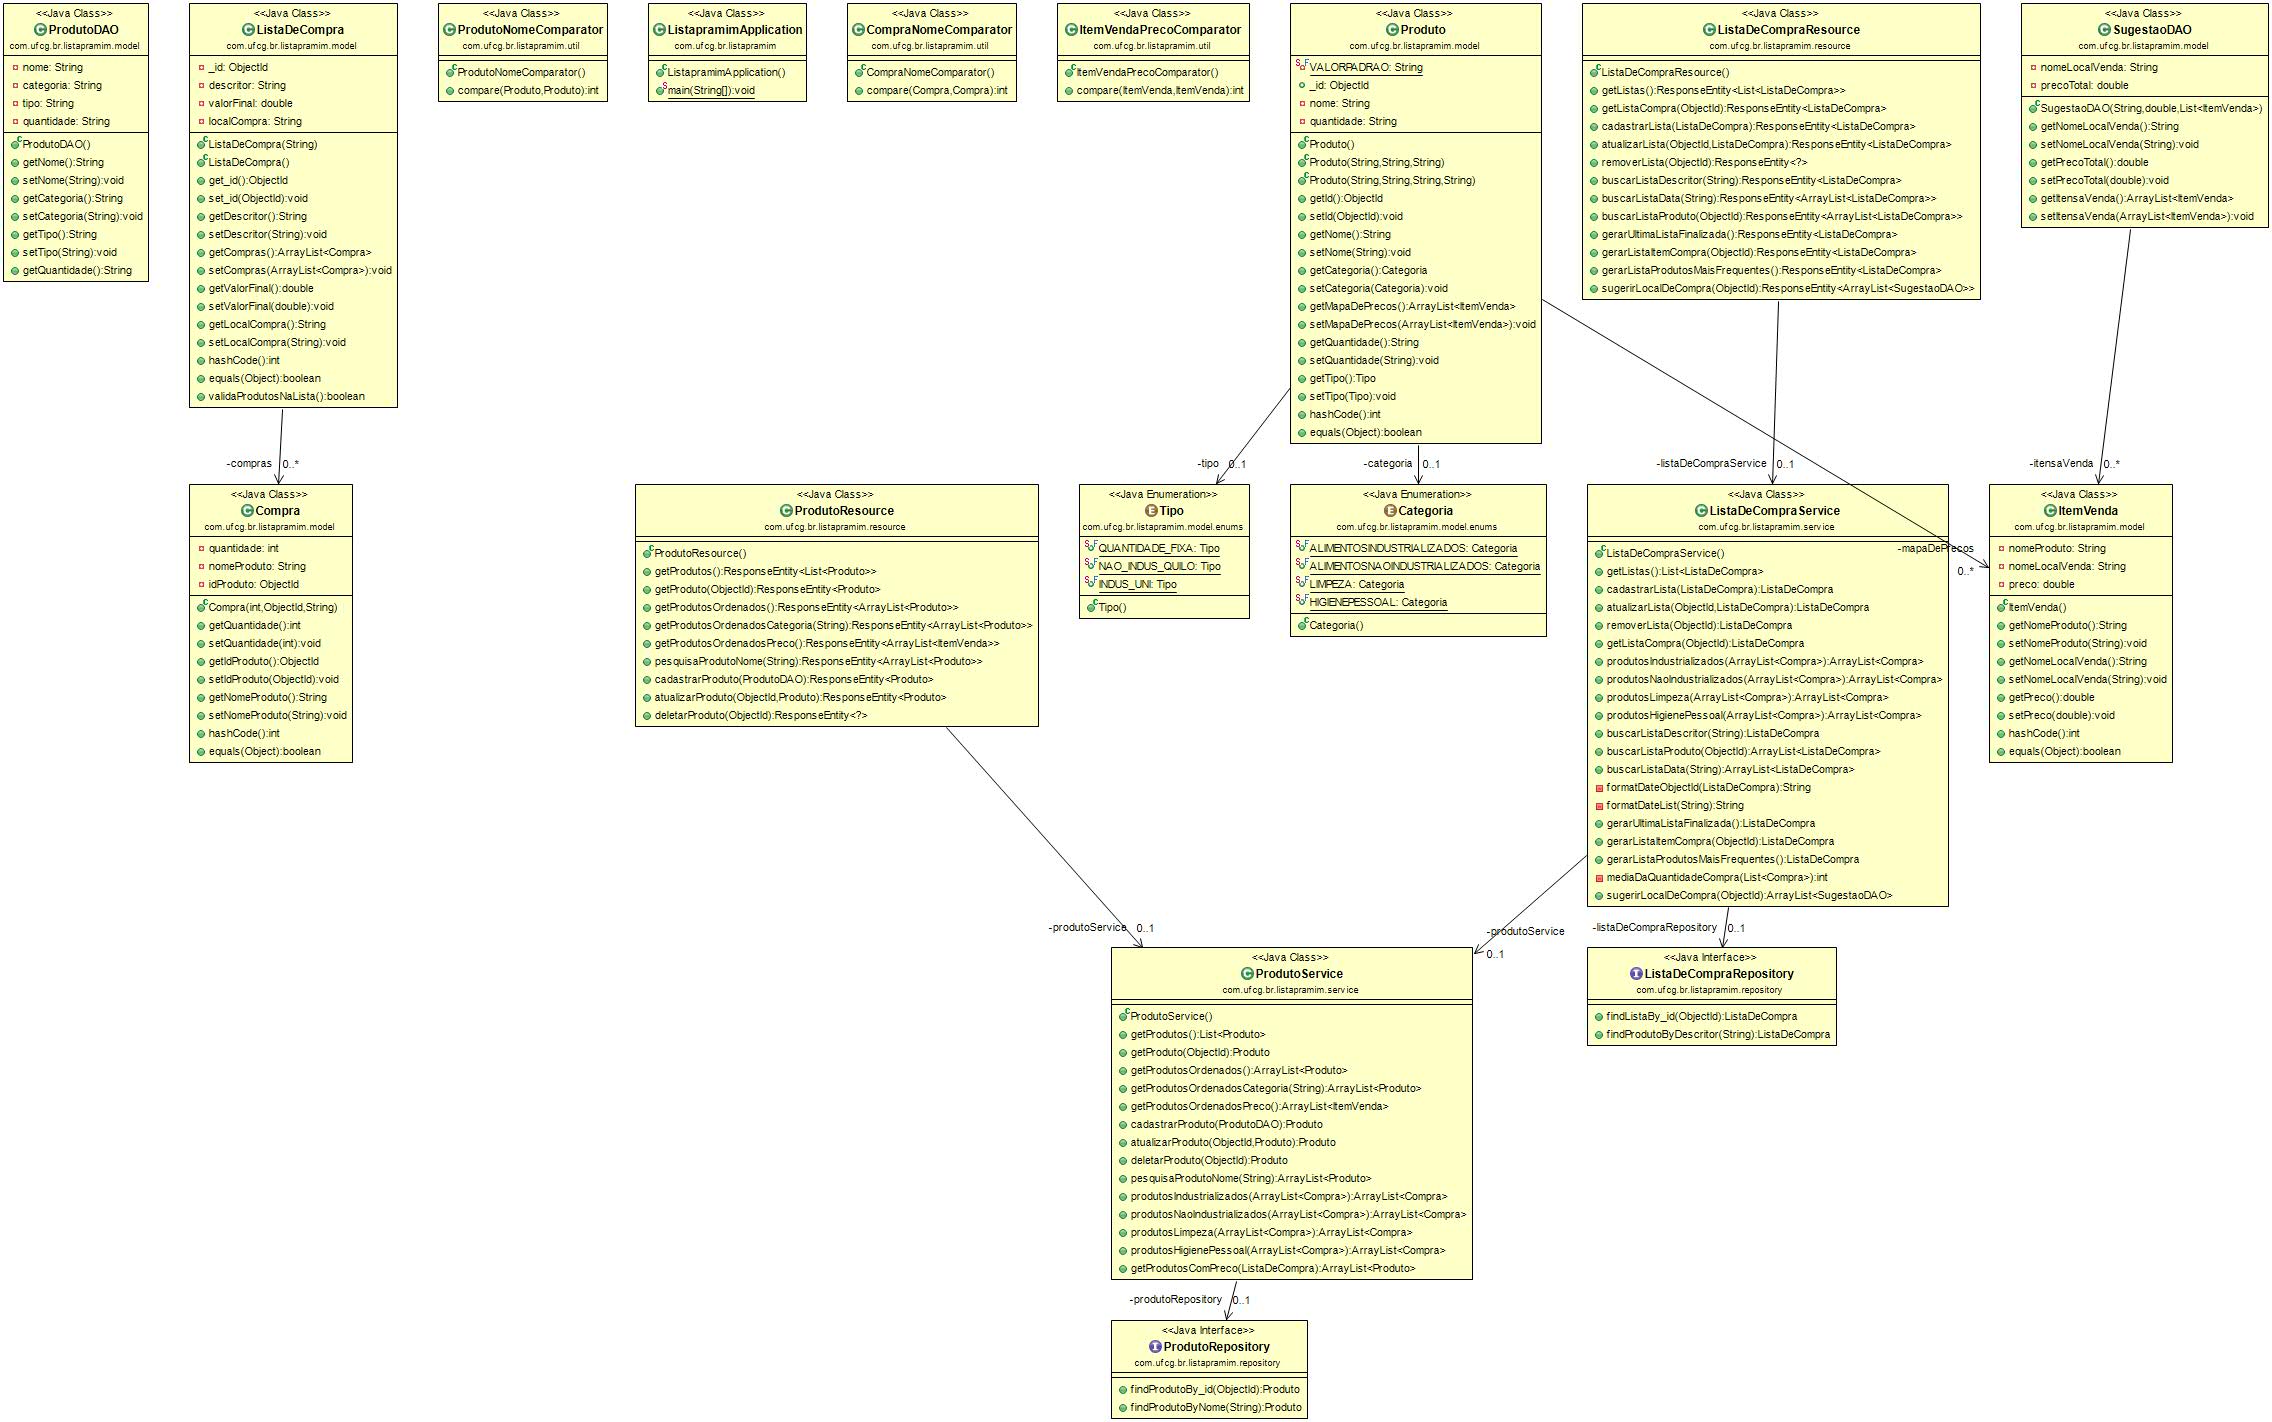 <<Java Class>>
ProdutoDAO
com.ufcg.br.listapramim.model
nome: String
categoria: String
tipo: String
quantidade: String
ProdutoDAO()
getNome():String
setNome(String):void
getCategoria():String
setCategoria(String):void
getTipo():String
setTipo(String):void
getQuantidade():String
<<Java Class>>
ListaDeCompra
com.ufcg.br.listapramim.model
_id: ObjectId
descritor: String
valorFinal: double
localCompra: String
ListaDeCompra(String)
ListaDeCompra()
get_id():ObjectId
set_id(ObjectId):void
getDescritor():String
setDescritor(String):void
getCompras():ArrayList<Compra>
setCompras(ArrayList<Compra>):void
getValorFinal():double
setValorFinal(double):void
getLocalCompra():String
setLocalCompra(String):void
hashCode():int
equals(Object):boolean
validaProdutosNaLista():boolean
<<Java Class>>
ProdutoNomeComparator
com.ufcg.br.listapramim.util
ProdutoNomeComparator()
compare(Produto,Produto):int
<<Java Class>>
ListapramimApplication
com.ufcg.br.listapramim
ListapramimApplication()
main(String[]):void
<<Java Class>>
CompraNomeComparator
com.ufcg.br.listapramim.util
CompraNomeComparator()
compare(Compra,Compra):int
<<Java Class>>
ItemVendaPrecoComparator
com.ufcg.br.listapramim.util
ItemVendaPrecoComparator()
compare(ItemVenda,ItemVenda):int
<<Java Class>>
Produto
com.ufcg.br.listapramim.model
VALORPADRAO: String
_id: ObjectId
nome: String
quantidade: String
Produto()
Produto(String,String,String)
Produto(String,String,String,String)
getId():ObjectId
setId(ObjectId):void
getNome():String
setNome(String):void
getCategoria():Categoria
setCategoria(Categoria):void
getMapaDePrecos():ArrayList<ItemVenda>
setMapaDePrecos(ArrayList<ItemVenda>):void
getQuantidade():String
setQuantidade(String):void
getTipo():Tipo
setTipo(Tipo):void
hashCode():int
equals(Object):boolean
<<Java Class>>
ListaDeCompraResource
com.ufcg.br.listapramim.resource
ListaDeCompraResource()
getListas():ResponseEntity<List<ListaDeCompra>>
getListaCompra(ObjectId):ResponseEntity<ListaDeCompra>
cadastrarLista(ListaDeCompra):ResponseEntity<ListaDeCompra>
atualizarLista(ObjectId,ListaDeCompra):ResponseEntity<ListaDeCompra>
removerLista(ObjectId):ResponseEntity<?>
buscarListaDescritor(String):ResponseEntity<ListaDeCompra>
buscarListaData(String):ResponseEntity<ArrayList<ListaDeCompra>>
buscarListaProduto(ObjectId):ResponseEntity<ArrayList<ListaDeCompra>>
gerarUltimaListaFinalizada():ResponseEntity<ListaDeCompra>
gerarListaItemCompra(ObjectId):ResponseEntity<ListaDeCompra>
gerarListaProdutosMaisFrequentes():ResponseEntity<ListaDeCompra>
sugerirLocalDeCompra(ObjectId):ResponseEntity<ArrayList<SugestaoDAO>>
<<Java Class>>
SugestaoDAO
com.ufcg.br.listapramim.model
nomeLocalVenda: String
precoTotal: double
SugestaoDAO(String,double,List<ItemVenda>)
getNomeLocalVenda():String
setNomeLocalVenda(String):void
getPrecoTotal():double
setPrecoTotal(double):void
getItensaVenda():ArrayList<ItemVenda>
setItensaVenda(ArrayList<ItemVenda>):void
-compras 0..*
-tipo 0..1
-categoria 0..1
-listaDeCompraService 0..1
-itensaVenda 0..*
<<Java Class>>
Compra
com.ufcg.br.listapramim.model
quantidade: int
nomeProduto: String
idProduto: ObjectId
Compra(int,ObjectId,String)
getQuantidade():int
setQuantidade(int):void
getIdProduto():ObjectId
setIdProduto(ObjectId):void
getNomeProduto():String
setNomeProduto(String):void
hashCode():int
equals(Object):boolean
<<Java Class>>
ProdutoResource
com.ufcg.br.listapramim.resource
ProdutoResource()
getProdutos():ResponseEntity<List<Produto>>
getProduto(ObjectId):ResponseEntity<Produto>
getProdutosOrdenados():ResponseEntity<ArrayList<Produto>>
getProdutosOrdenadosCategoria(String):ResponseEntity<ArrayList<Produto>>
getProdutosOrdenadosPreco():ResponseEntity<ArrayList<ItemVenda>>
pesquisaProdutoNome(String):ResponseEntity<ArrayList<Produto>>
cadastrarProduto(ProdutoDAO):ResponseEntity<Produto>
atualizarProduto(ObjectId,Produto):ResponseEntity<Produto>
deletarProduto(ObjectId):ResponseEntity<?>
<<Java Enumeration>>
Tipo
com.ufcg.br.listapramim.model.enums
QUANTIDADE_FIXA: Tipo
NAO_INDUS_QUILO: Tipo
INDUS_UNI: Tipo
Tipo()
<<Java Enumeration>>
Categoria
com.ufcg.br.listapramim.model.enums
ALIMENTOSINDUSTRIALIZADOS: Categoria
ALIMENTOSNAOINDUSTRIALIZADOS: Categoria
LIMPEZA: Categoria
HIGIENEPESSOAL: Categoria
Categoria()
<<Java Class>>
ListaDeCompraService
com.ufcg.br.listapramim.service
ListaDeCompraService()
getListas():List<ListaDeCompra>
cadastrarLista(ListaDeCompra):ListaDeCompra
atualizarLista(ObjectId,ListaDeCompra):ListaDeCompra
removerLista(ObjectId):ListaDeCompra
getListaCompra(ObjectId):ListaDeCompra
produtosIndustrializados(ArrayList<Compra>):ArrayList<Compra>
produtosNaoIndustrializados(ArrayList<Compra>):ArrayList<Compra>
produtosLimpeza(ArrayList<Compra>):ArrayList<Compra>
produtosHigienePessoal(ArrayList<Compra>):ArrayList<Compra>
buscarListaDescritor(String):ListaDeCompra
buscarListaProduto(ObjectId):ArrayList<ListaDeCompra>
buscarListaData(String):ArrayList<ListaDeCompra>
formatDateObjectId(ListaDeCompra):String
formatDateList(String):String
gerarUltimaListaFinalizada():ListaDeCompra
gerarListaItemCompra(ObjectId):ListaDeCompra
gerarListaProdutosMaisFrequentes():ListaDeCompra
mediaDaQuantidadeCompra(List<Compra>):int
sugerirLocalDeCompra(ObjectId):ArrayList<SugestaoDAO>
-mapaDePrecos
0..*
<<Java Class>>
ItemVenda
com.ufcg.br.listapramim.model
nomeProduto: String
nomeLocalVenda: String
preco: double
ItemVenda()
getNomeProduto():String
setNomeProduto(String):void
getNomeLocalVenda():String
setNomeLocalVenda(String):void
getPreco():double
setPreco(double):void
hashCode():int
equals(Object):boolean
-produtoService 0..1
-produtoService
0..1
-listaDeCompraRepository 0..1
<<Java Class>>
ProdutoService
com.ufcg.br.listapramim.service
ProdutoService()
getProdutos():List<Produto>
getProduto(ObjectId):Produto
getProdutosOrdenados():ArrayList<Produto>
getProdutosOrdenadosCategoria(String):ArrayList<Produto>
getProdutosOrdenadosPreco():ArrayList<ItemVenda>
cadastrarProduto(ProdutoDAO):Produto
atualizarProduto(ObjectId,Produto):Produto
deletarProduto(ObjectId):Produto
pesquisaProdutoNome(String):ArrayList<Produto>
produtosIndustrializados(ArrayList<Compra>):ArrayList<Compra>
produtosNaoIndustrializados(ArrayList<Compra>):ArrayList<Compra>
produtosLimpeza(ArrayList<Compra>):ArrayList<Compra>
produtosHigienePessoal(ArrayList<Compra>):ArrayList<Compra>
getProdutosComPreco(ListaDeCompra):ArrayList<Produto>
<<Java Interface>>
ListaDeCompraRepository
com.ufcg.br.listapramim.repository
findListaBy_id(ObjectId):ListaDeCompra
findProdutoByDescritor(String):ListaDeCompra
-produtoRepository 0..1
<<Java Interface>>
ProdutoRepository
com.ufcg.br.listapramim.repository
findProdutoBy_id(ObjectId):Produto
findProdutoByNome(String):Produto